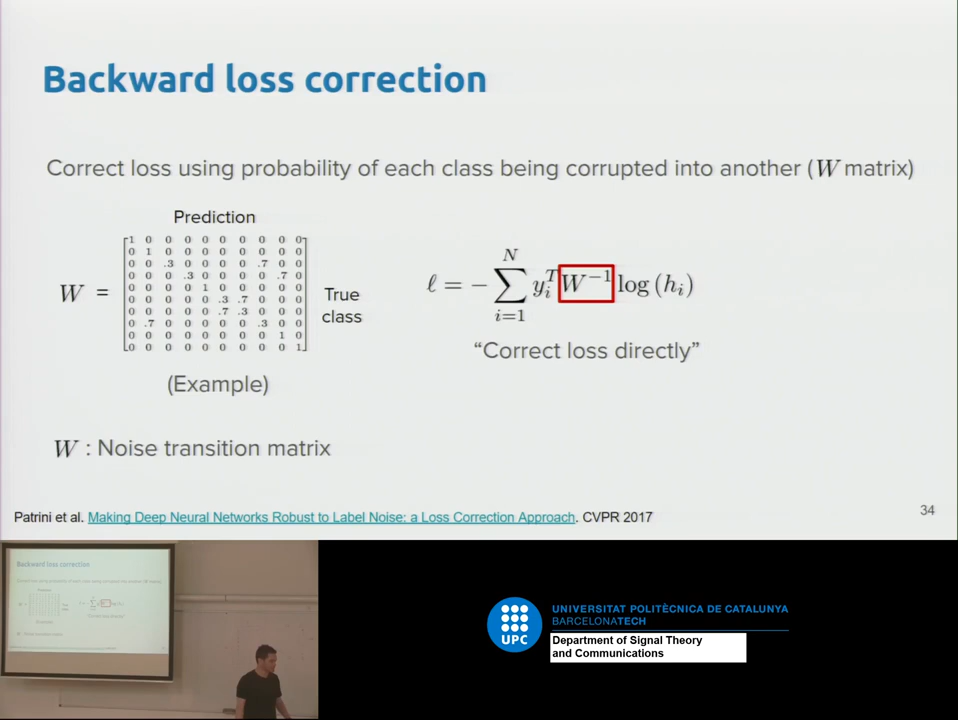 Backward loss correction
Correct loss using probability of each class being corrupted into another (W matrix)
Prediction
W =
1 0 0 0 0 0 0 0 0 0
0 1 0 0 0 0 0 0 0 0
0 0 .3 0 0 0 0 .7 0 0
0 0 0 .3 0 0 0 0 .7 0
0 0 0 0 1 0 0 0 0 0
0 0 0 0 0 .3 .7 0 0 0
0 0 0 0 0 .7 .3 0 0 0
0 .7 0 0 0 0 0 .3 0 0
0 0 0 0 0 0 0 0 1 0
0 0 0 0 0 0 0 0 0 1
True
class
(Example)
ℓ = − ∑_{i=1}^{N} y_i^T W^{−1} log (h_i)
“Correct loss directly”
W : Noise transition matrix
Patrini et al. Making Deep Neural Networks Robust to Label Noise: a Loss Correction Approach. CVPR 2017
34
Backward loss correction
UPC
UNIVERSITAT POLITÈCNICA DE CATALUNYA
BARCELONATECH
Department of Signal Theory
and Communications